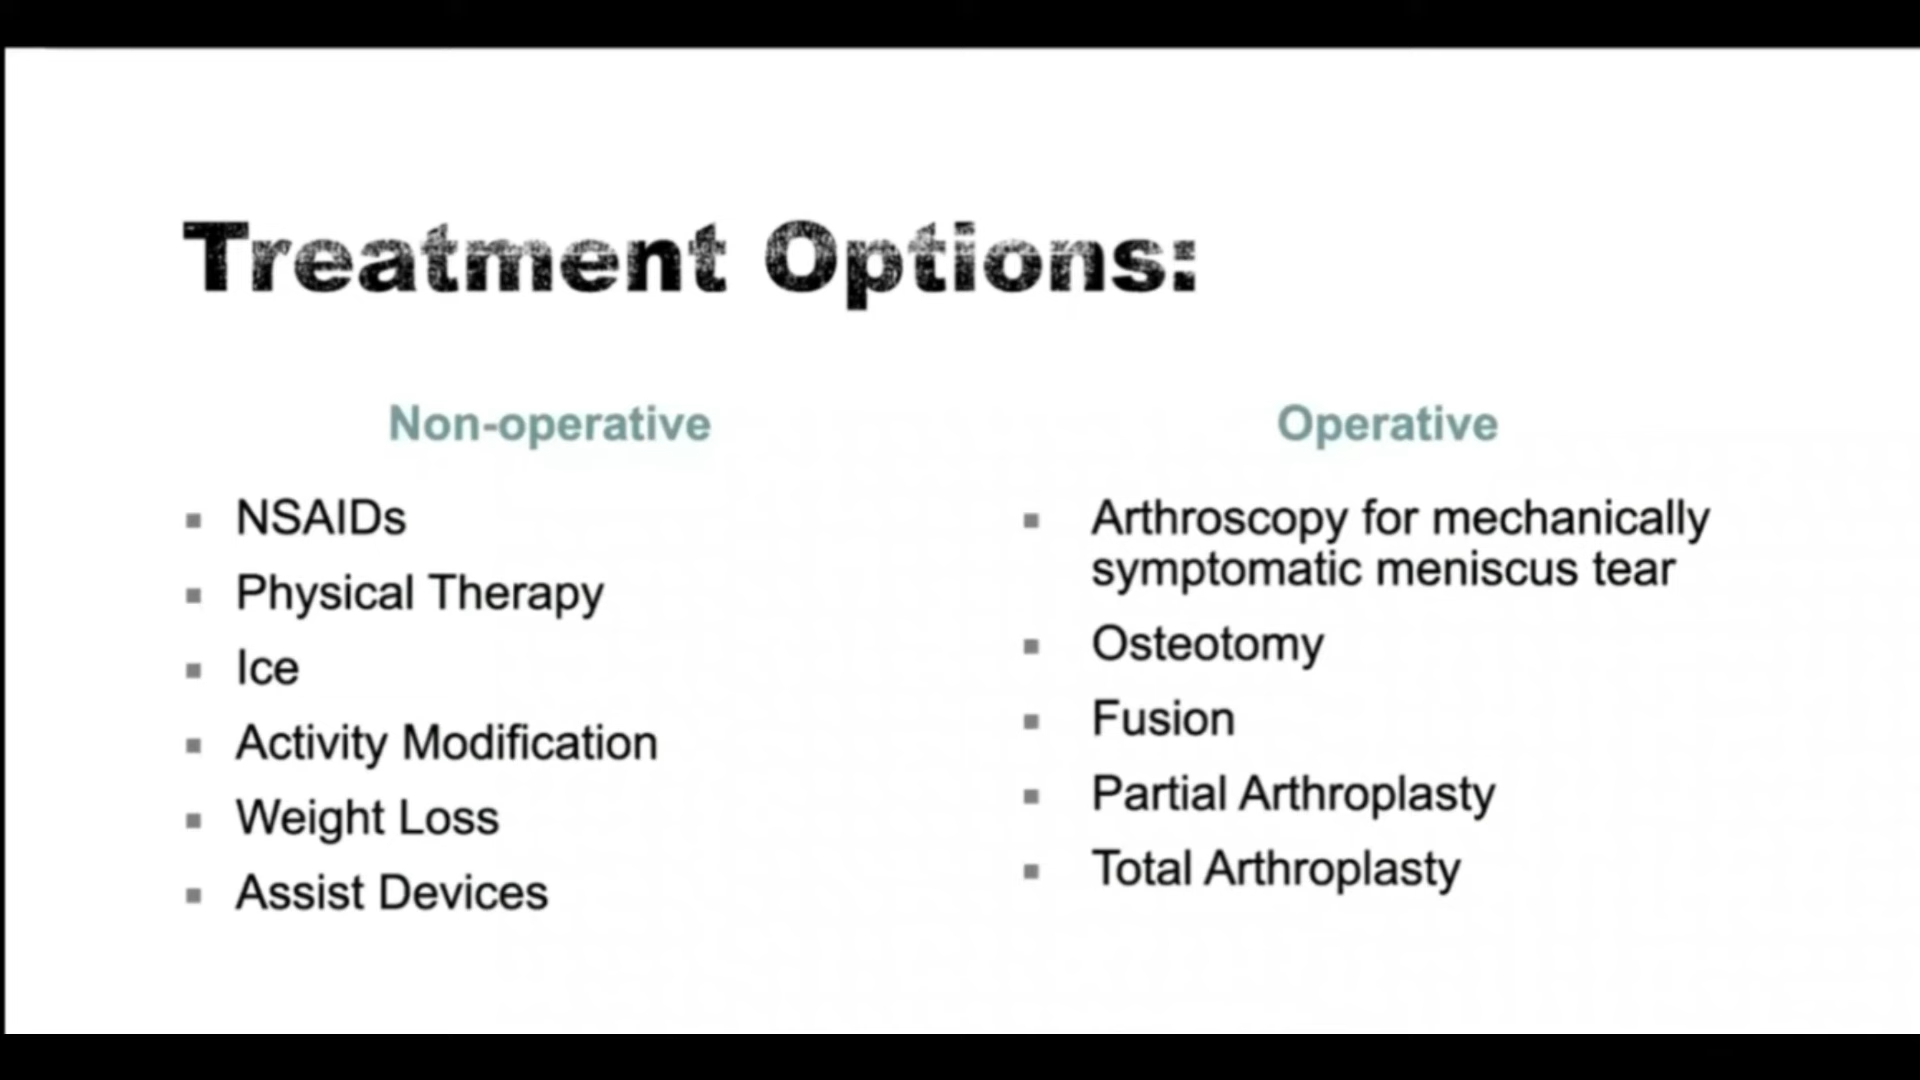 Treatment Options:
Non-operative
NSAIDs
Physical Therapy
Ice
Activity Modification
Weight Loss
Assist Devices
Operative
Arthroscopy for mechanically
symptomatic meniscus tear
Osteotomy
Fusion
Partial Arthroplasty
Total Arthroplasty